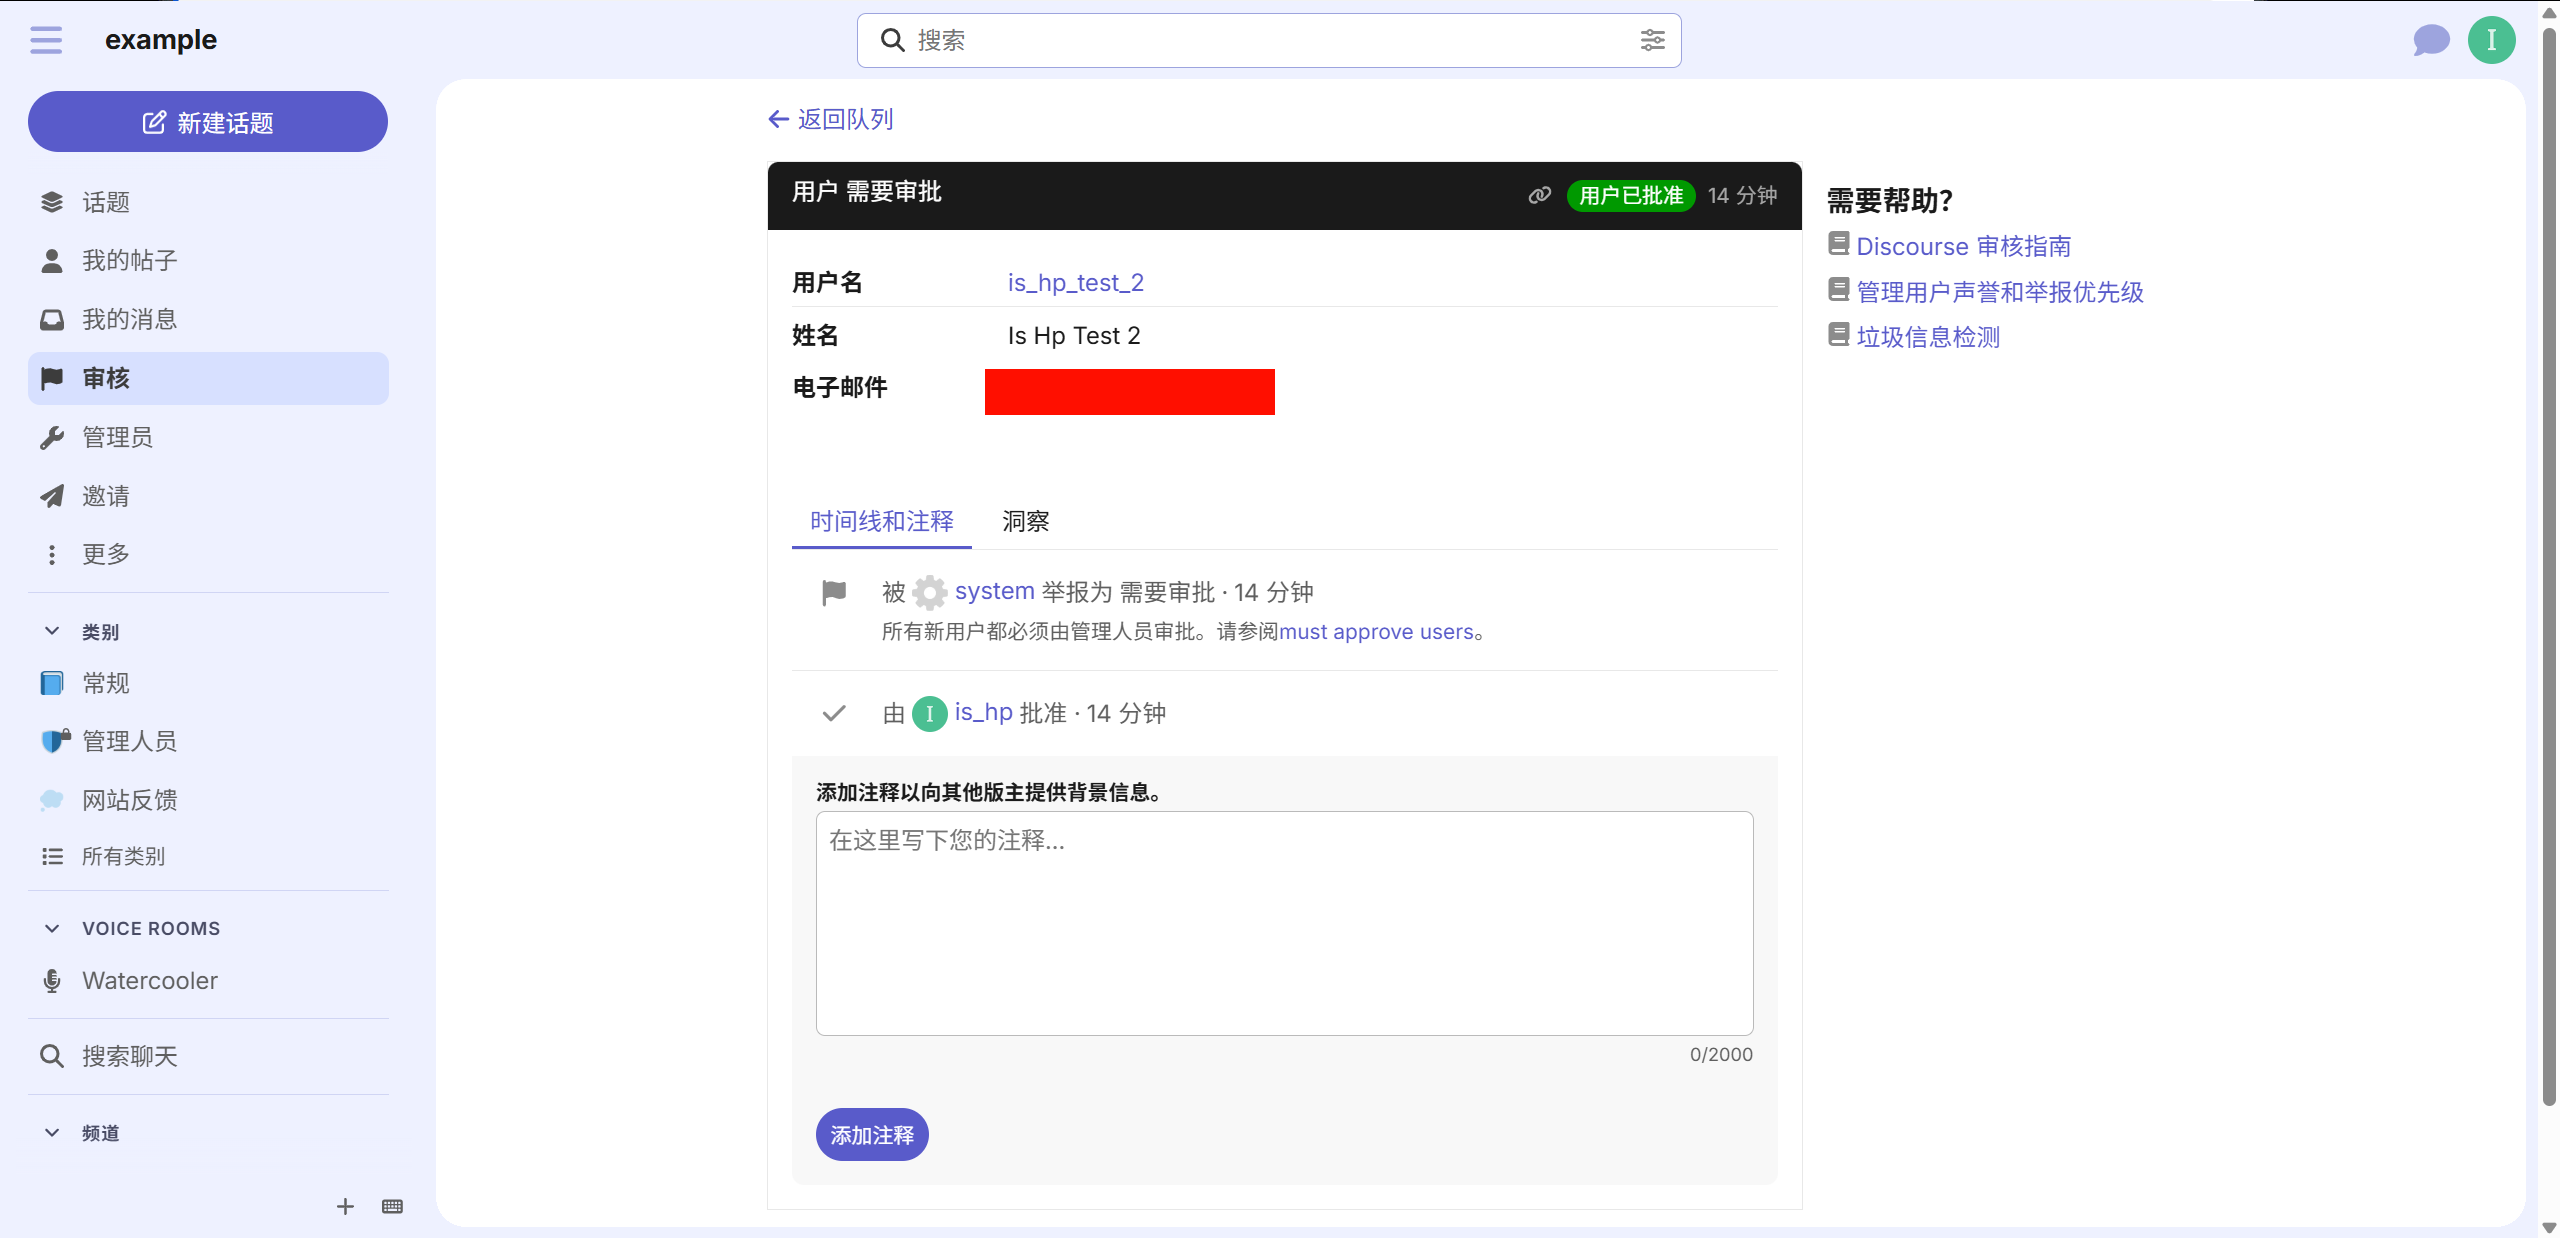 example
搜索
I
新建话题
话题
我的帖子
我的消息
审核
管理员
邀请
更多
类别
常规
管理人员
网站反馈
所有类别
VOICE ROOMS
Watercooler
搜索聊天
频道
返回队列
用户 需要审批
用户已批准 14 分钟
用户名 is_hp_test_2
姓名 Is Hp Test 2
电子邮件
时间线和注释 洞察
被 system 举报为 需要审批 · 14 分钟
所有新用户都必须由管理人员审批。请参阅must approve users。
由 I is_hp 批准 · 14 分钟
添加注释以向其他版主提供背景信息。
在这里写下您的注释...
0/2000
添加注释
需要帮助?
Discourse 审核指南
管理用户声誉和举报优先级
垃圾信息检测